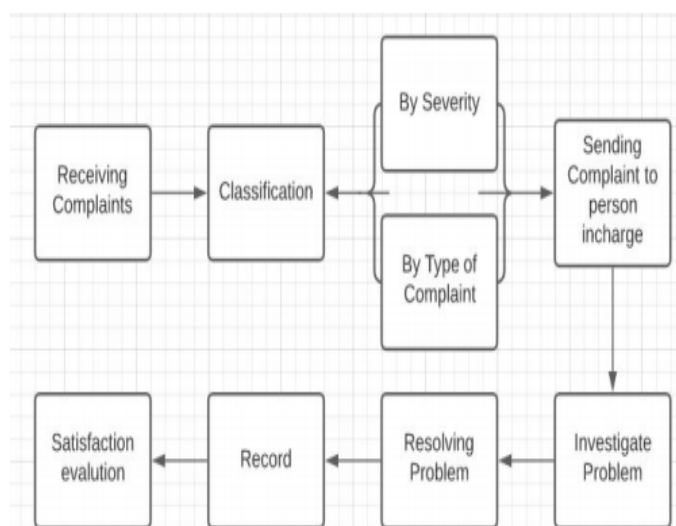 Receiving
Complaints
Classification
By Severity
By Type of
Complaint
Sending
Complaint to
person
incharge
Investigate
Problem
Resolving
Problem
Record
Satisfaction
evalution